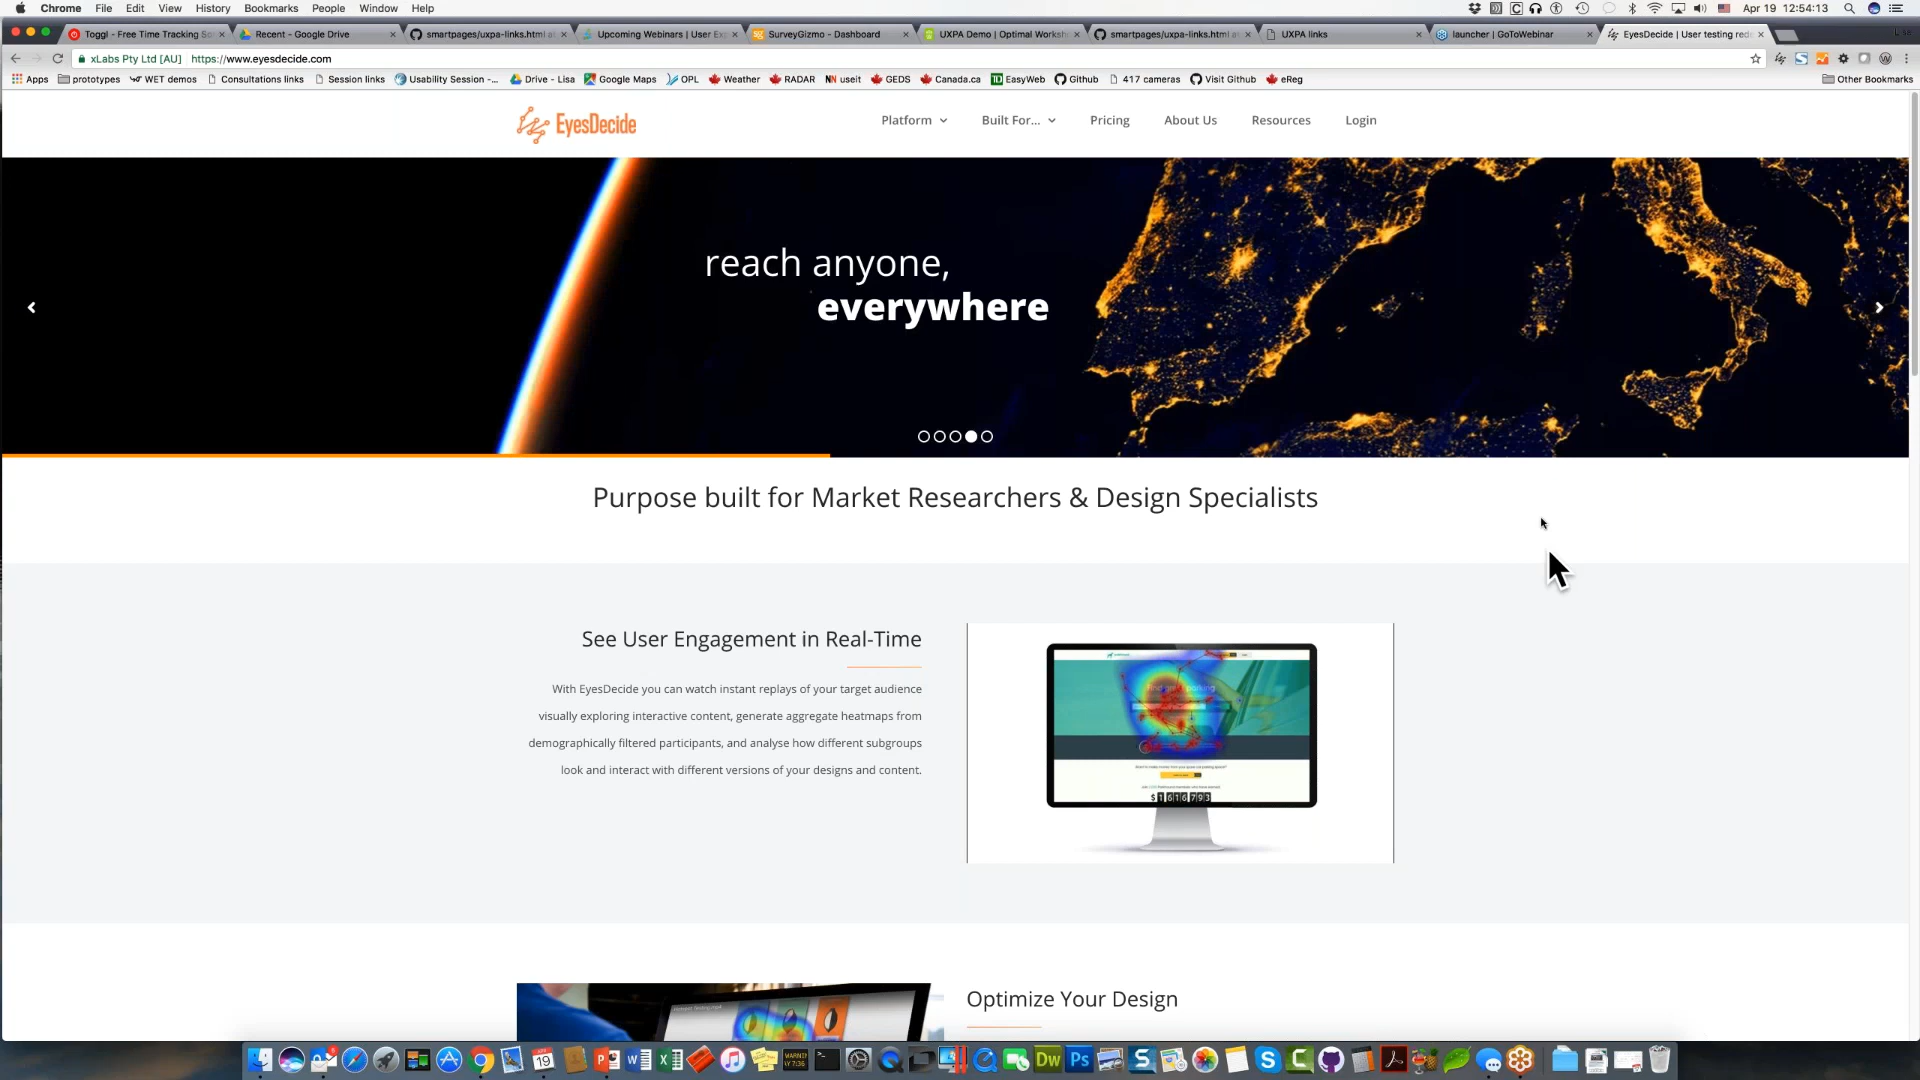 Chrome File Edit View History Bookmarks People Window Help Apr 19 12:54:13
Toggl - Free Time Tracking So Recent - Google Drive smartpages/uxpa-links.html a Upcoming Webinars | User Ex SurveyGizmo - Dashboard UXPA Demo | Optimal Worksh smartpages/uxpa-links.html a UXPA links launcher | GoToWebinar EyesDecide | User testing red
xLabs Pty Ltd [AU] https://www.eyesdecide.com
Apps prototypes WET demos Consultations links Session links Usability Session -... Drive - Lisa Google Maps OPL Weather RADAR NN useit GEDS Canada.ca EasyWeb Github 417 cameras Visit Github eReg Other Bookmarks
EyesDecide Platform Built For... Pricing About Us Resources Login
reach anyone,
everywhere
Purpose built for Market Researchers & Design Specialists
See User Engagement in Real-Time
With EyesDecide you can watch instant replays of your target audience
visually exploring interactive content, generate aggregate heatmaps from
demographically filtered participants, and analyse how different subgroups
look and interact with different versions of your designs and content.
Optimize Your Design